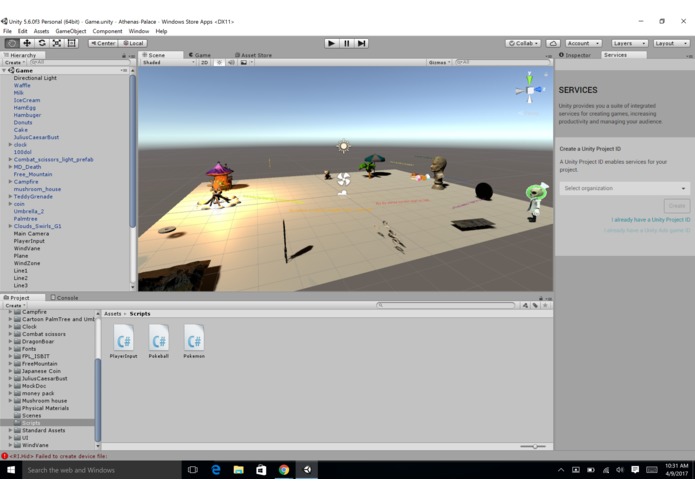 Unity 5.6.0f3 Personal (64bit) - Game.unity - Athenas-Palace - Windows Store Apps <DX11>
File Edit Assets GameObject Component Window Help
Center Local Collab Account Layers Layout
Hierarchy Scene Game Asset Store Inspector Services
Create All Shaded 2D Gizmos All
Game
Directional Light
Waffle
Milk
IceCream
HamEgg
Hambuger
Donuts
Cake
JuliusCaesarBust
clock
100dol
Combat_scissors_light_prefab
MD_Death
Free_Mountain
Campfire
mushroom_house
TeddyGrenade
coin
Umbrella_2
Palmtree
Clouds_Swirls_G1
Main Camera
PlayerInput
WindVane
Plane
WindZone
Line1
Line2
Line3
SERVICES
Unity provides you a suite of integrated
services for creating games, increasing
productivity and managing your audience.
Create a Unity Project ID
A Unity Project ID enables services for your
project.
Select organization
Create
I already have a Unity Project ID
Project Console
Create
Campfire
Cartoon PalmTree and Umb
Clock
Combat scissors
DragonBoar
Fonts
FPL_ISBIT
FreeMountain
Japanese Coin
JuliusCaesarBust
MockDoc
money pack
Mushroom house
Physical Materials
Scenes
Scripts
Standard Assets
UI
WindVane
Assets Scripts
C# C# C#
PlayerInput Pokeball Pokemon
Failed to create device file:
Search the web and Windows
10:31 AM
4/9/2017